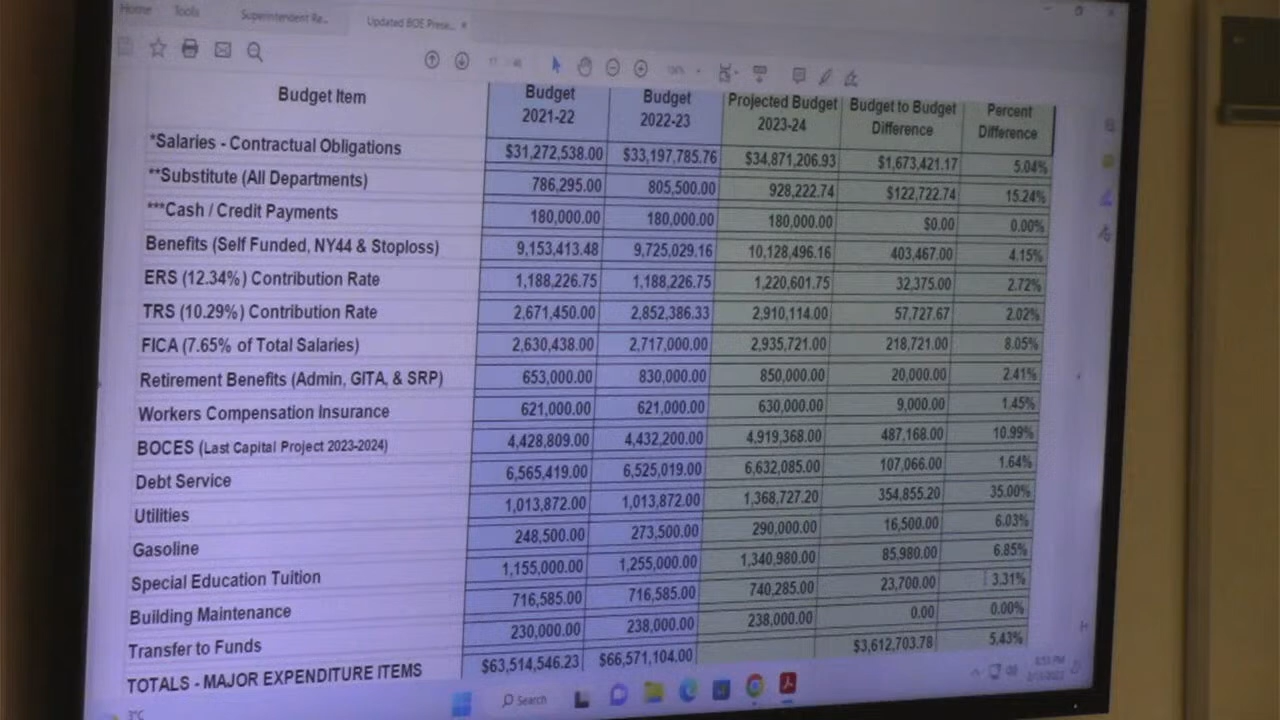 Home Tools Superintendent Re... Updated BOE Prese... ×
Budget Item Budget 2021-22 Budget 2022-23 Projected Budget 2023-24 Budget to Budget Difference Percent Difference
*Salaries - Contractual Obligations $31,272,538.00 $33,197,785.76 $34,871,206.93 $1,673,421.17 5.04%
**Substitute (All Departments) 786,295.00 805,500.00 928,222.74 $122,722.74 15.24%
***Cash / Credit Payments 180,000.00 180,000.00 180,000.00 $0.00 0.00%
Benefits (Self Funded, NY44 & Stoploss) 9,153,413.48 9,725,029.16 10,128,496.16 403,467.00 4.15%
ERS (12.34%) Contribution Rate 1,188,226.75 1,188,226.75 1,220,601.75 32,375.00 2.72%
TRS (10.29%) Contribution Rate 2,671,450.00 2,852,386.33 2,910,114.00 57,727.67 2.02%
FICA (7.65% of Total Salaries) 2,630,438.00 2,717,000.00 2,935,721.00 218,721.00 8.05%
Retirement Benefits (Admin, GITA, & SRP) 653,000.00 830,000.00 850,000.00 20,000.00 2.41%
Workers Compensation Insurance 621,000.00 621,000.00 630,000.00 9,000.00 1.45%
BOCES (Last Capital Project 2023-2024) 4,428,809.00 4,432,200.00 4,919,368.00 487,168.00 10.99%
Debt Service 6,565,419.00 6,525,019.00 6,632,085.00 107,066.00 1.64%
Utilities 1,013,872.00 1,013,872.00 1,368,727.20 354,855.20 35.00%
Gasoline 248,500.00 273,500.00 290,000.00 16,500.00 6.03%
Special Education Tuition 1,155,000.00 1,255,000.00 1,340,980.00 85,980.00 6.85%
Building Maintenance 716,585.00 716,585.00 740,285.00 23,700.00 3.31%
Transfer to Funds 230,000.00 238,000.00 238,000.00 0.00 0.00%
TOTALS - MAJOR EXPENDITURE ITEMS $63,514,546.23 $66,571,104.00 $3,612,703.78 5.43%
3°C Search